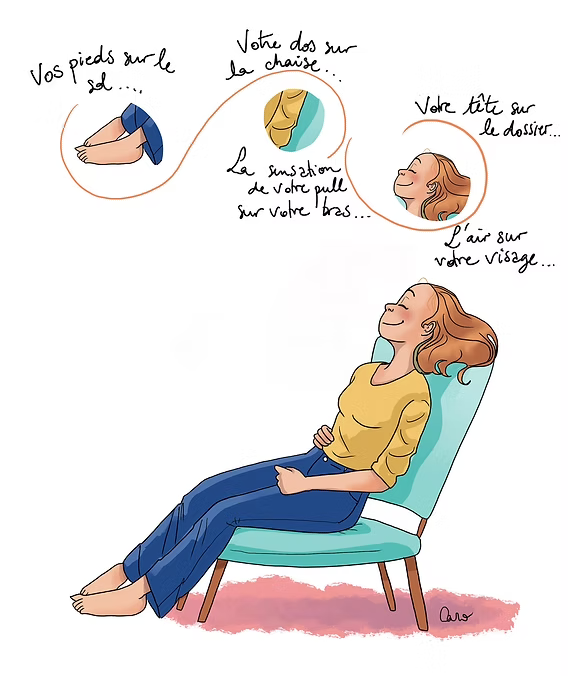 Vos pieds sur le
sol....
Votre dos sur
la chaise...
La sensation
de votre pull
sur votre bras...
Votre tête sur
le dossier...
L'air sur
votre visage...
Caro